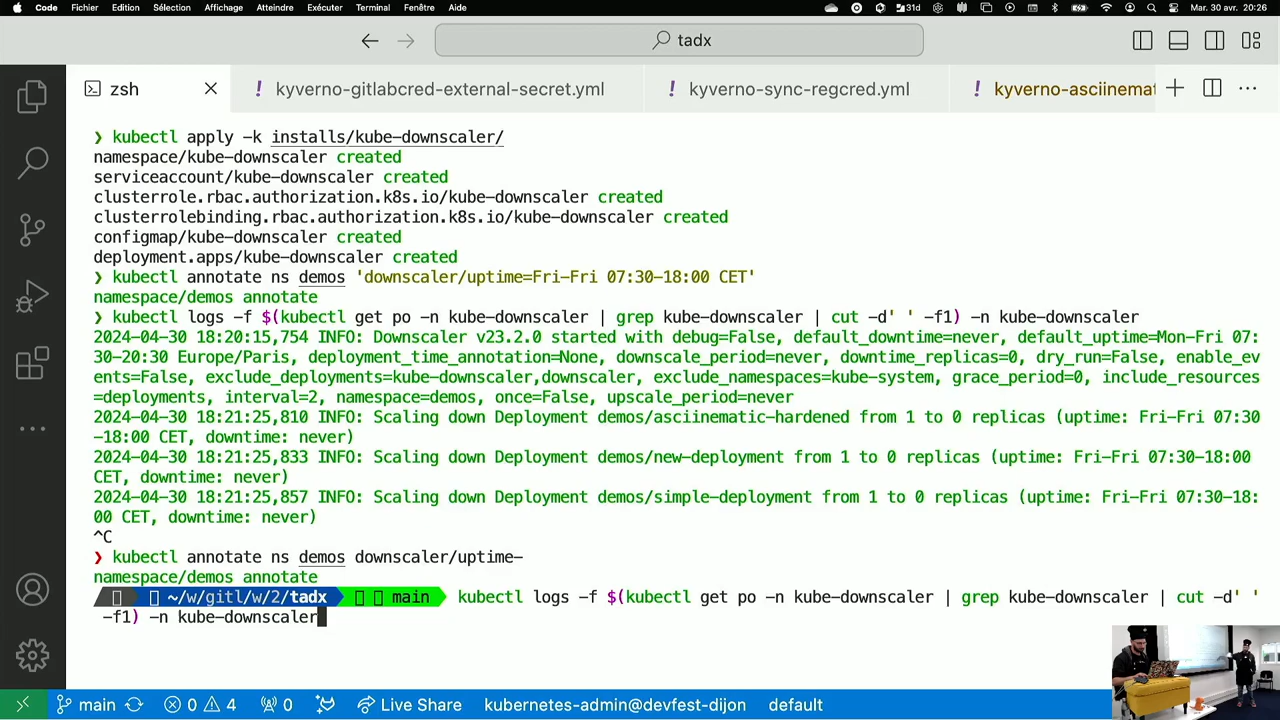 Code Fichier Édition Sélection Affichage Atteindre Exécuter Terminal Fenêtre Aide 31d Mar. 30 avr. 20:26
tadx
zsh kyverno-gitlabcred-external-secret.yml kyverno-sync-regcred.yml kyverno-asciinemat
❯ kubectl apply -k installs/kube-downscaler/
namespace/kube-downscaler created
serviceaccount/kube-downscaler created
clusterrole.rbac.authorization.k8s.io/kube-downscaler created
clusterrolebinding.rbac.authorization.k8s.io/kube-downscaler created
configmap/kube-downscaler created
deployment.apps/kube-downscaler created
❯ kubectl annotate ns demos 'downscaler/uptime=Fri-Fri 07:30-18:00 CET'
namespace/demos annotate
❯ kubectl logs -f $(kubectl get po -n kube-downscaler | grep kube-downscaler | cut -d' ' -f1) -n kube-downscaler
2024-04-30 18:20:15,754 INFO: Downscaler v23.2.0 started with debug=False, default_downtime=never, default_uptime=Mon-Fri 07:
30-20:30 Europe/Paris, deployment_time_annotation=None, downscale_period=never, downtime_replicas=0, dry_run=False, enable_ev
ents=False, exclude_deployments=kube-downscaler,downscaler, exclude_namespaces=kube-system, grace_period=0, include_resources
=deployments, interval=2, namespace=demos, once=False, upscale_period=never
2024-04-30 18:21:25,810 INFO: Scaling down Deployment demos/asciinematic-hardened from 1 to 0 replicas (uptime: Fri-Fri 07:30
-18:00 CET, downtime: never)
2024-04-30 18:21:25,833 INFO: Scaling down Deployment demos/new-deployment from 1 to 0 replicas (uptime: Fri-Fri 07:30-18:00
CET, downtime: never)
2024-04-30 18:21:25,857 INFO: Scaling down Deployment demos/simple-deployment from 1 to 0 replicas (uptime: Fri-Fri 07:30-18:
00 CET, downtime: never)
^C
❯ kubectl annotate ns demos downscaler/uptime-
namespace/demos annotate
~/w/gitl/w/2/tadx main kubectl logs -f $(kubectl get po -n kube-downscaler | grep kube-downscaler | cut -d' '
-f1) -n kube-downscaler
main 0 4 0 Live Share kubernetes-admin@devfest-dijon default